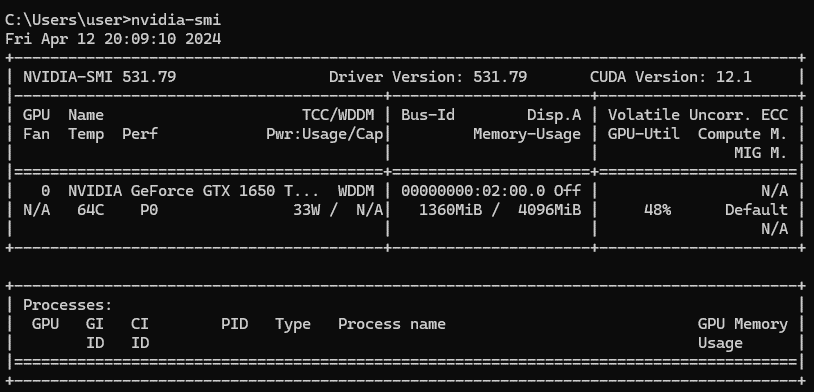 C:\Users\user>nvidia-smi
Fri Apr 12 20:09:10 2024
+---------------------------------------------------------------------------------------+
| NVIDIA-SMI 531.79                 Driver Version: 531.79       CUDA Version: 12.1     |
|-----------------------------------------+----------------------+----------------------+
| GPU  Name                      TCC/WDDM | Bus-Id        Disp.A | Volatile Uncorr. ECC |
| Fan  Temp  Perf            Pwr:Usage/Cap|         Memory-Usage | GPU-Util  Compute M. |
|                                         |                      |               MIG M. |
|=========================================+======================+======================|
|   0  NVIDIA GeForce GTX 1650 T...  WDDM | 00000000:02:00.0 Off |                  N/A |
| N/A   64C    P0               33W /  N/A|   1360MiB /  4096MiB |     48%      Default |
|                                         |                      |                  N/A |
+-----------------------------------------+----------------------+----------------------+
+---------------------------------------------------------------------------------------+
| Processes:                                                                            |
|  GPU   GI   CI        PID   Type   Process name                            GPU Memory |
|        ID   ID                                                             Usage      |
|=======================================================================================|
+---------------------------------------------------------------------------------------+